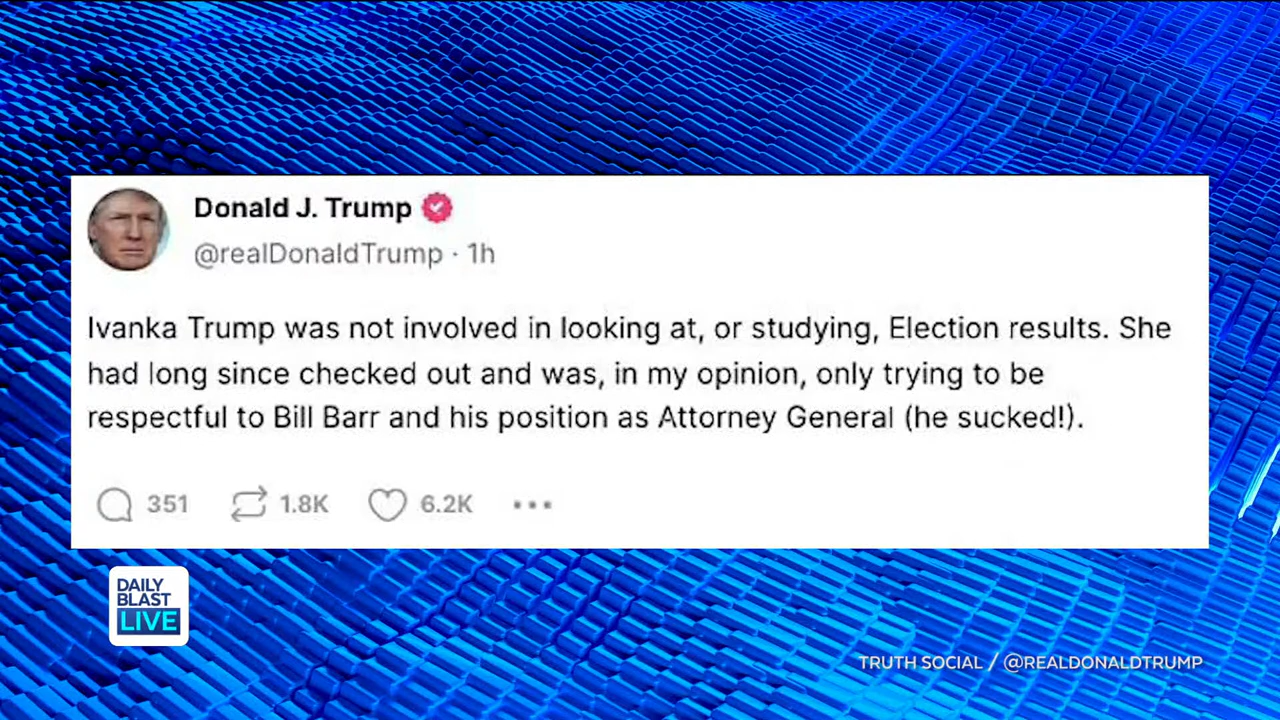 Donald J. Trump
@realDonaldTrump · 1h
Ivanka Trump was not involved in looking at, or studying, Election results. She
had long since checked out and was, in my opinion, only trying to be
respectful to Bill Barr and his position as Attorney General (he sucked!).
351 1.8K 6.2K
DAILY
BLAST
LIVE
TRUTH SOCIAL / @REALDONALDTRUMP